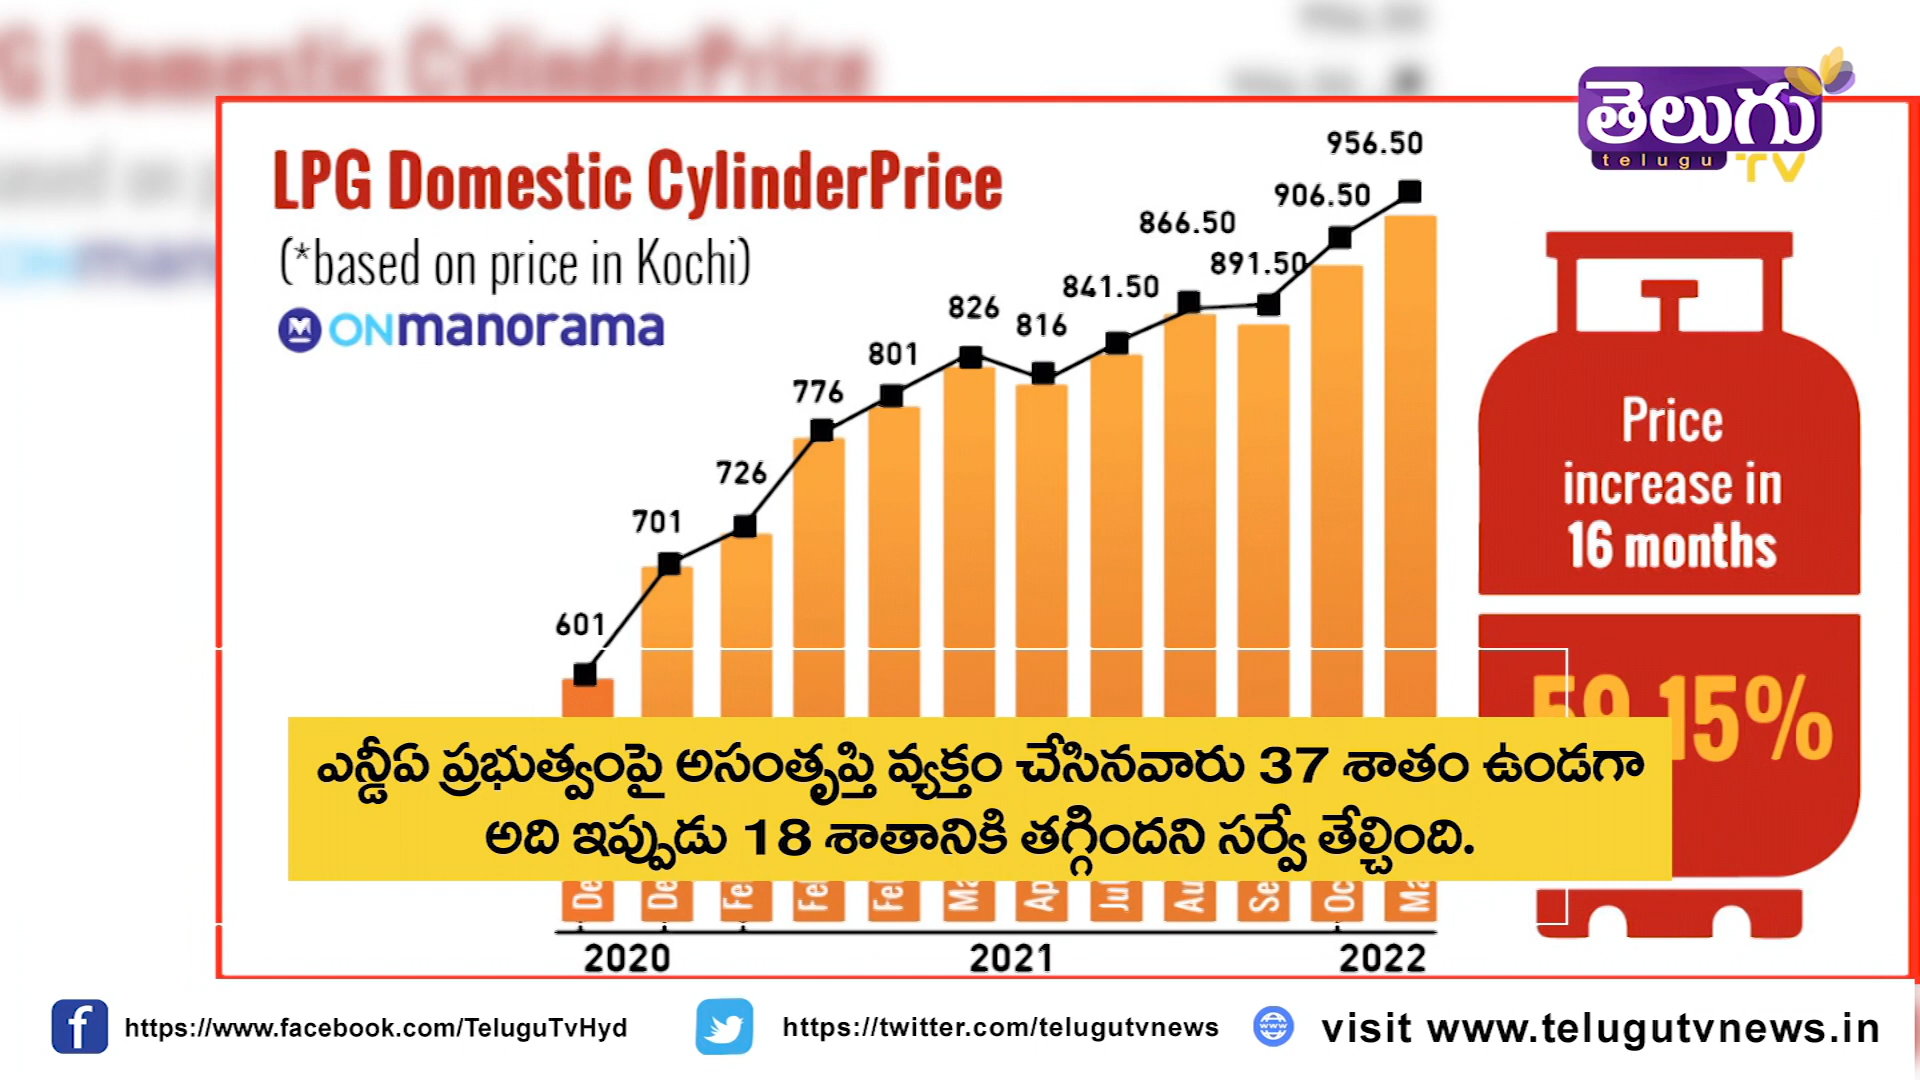 తెలుగు
telugu
TV
LPG Domestic CylinderPrice
(*based on price in Kochi)
M ONmanorama
601
701
726
776
801
826
816
841.50
866.50
891.50
906.50
956.50
Price
increase in
16 months
59.15%
ఎన్డీఏ ప్రభుత్వంపై అసంతృప్తి వ్యక్తం చేసినవారు 37 శాతం ఉండగా
అది ఇప్పుడు 18 శాతానికి తగ్గిందని సర్వే తేల్చింది.
2020
2021
2022
https://www.facebook.com/TeluguTvHyd
https://twitter.com/telugutvnews
visit www.telugutvnews.in